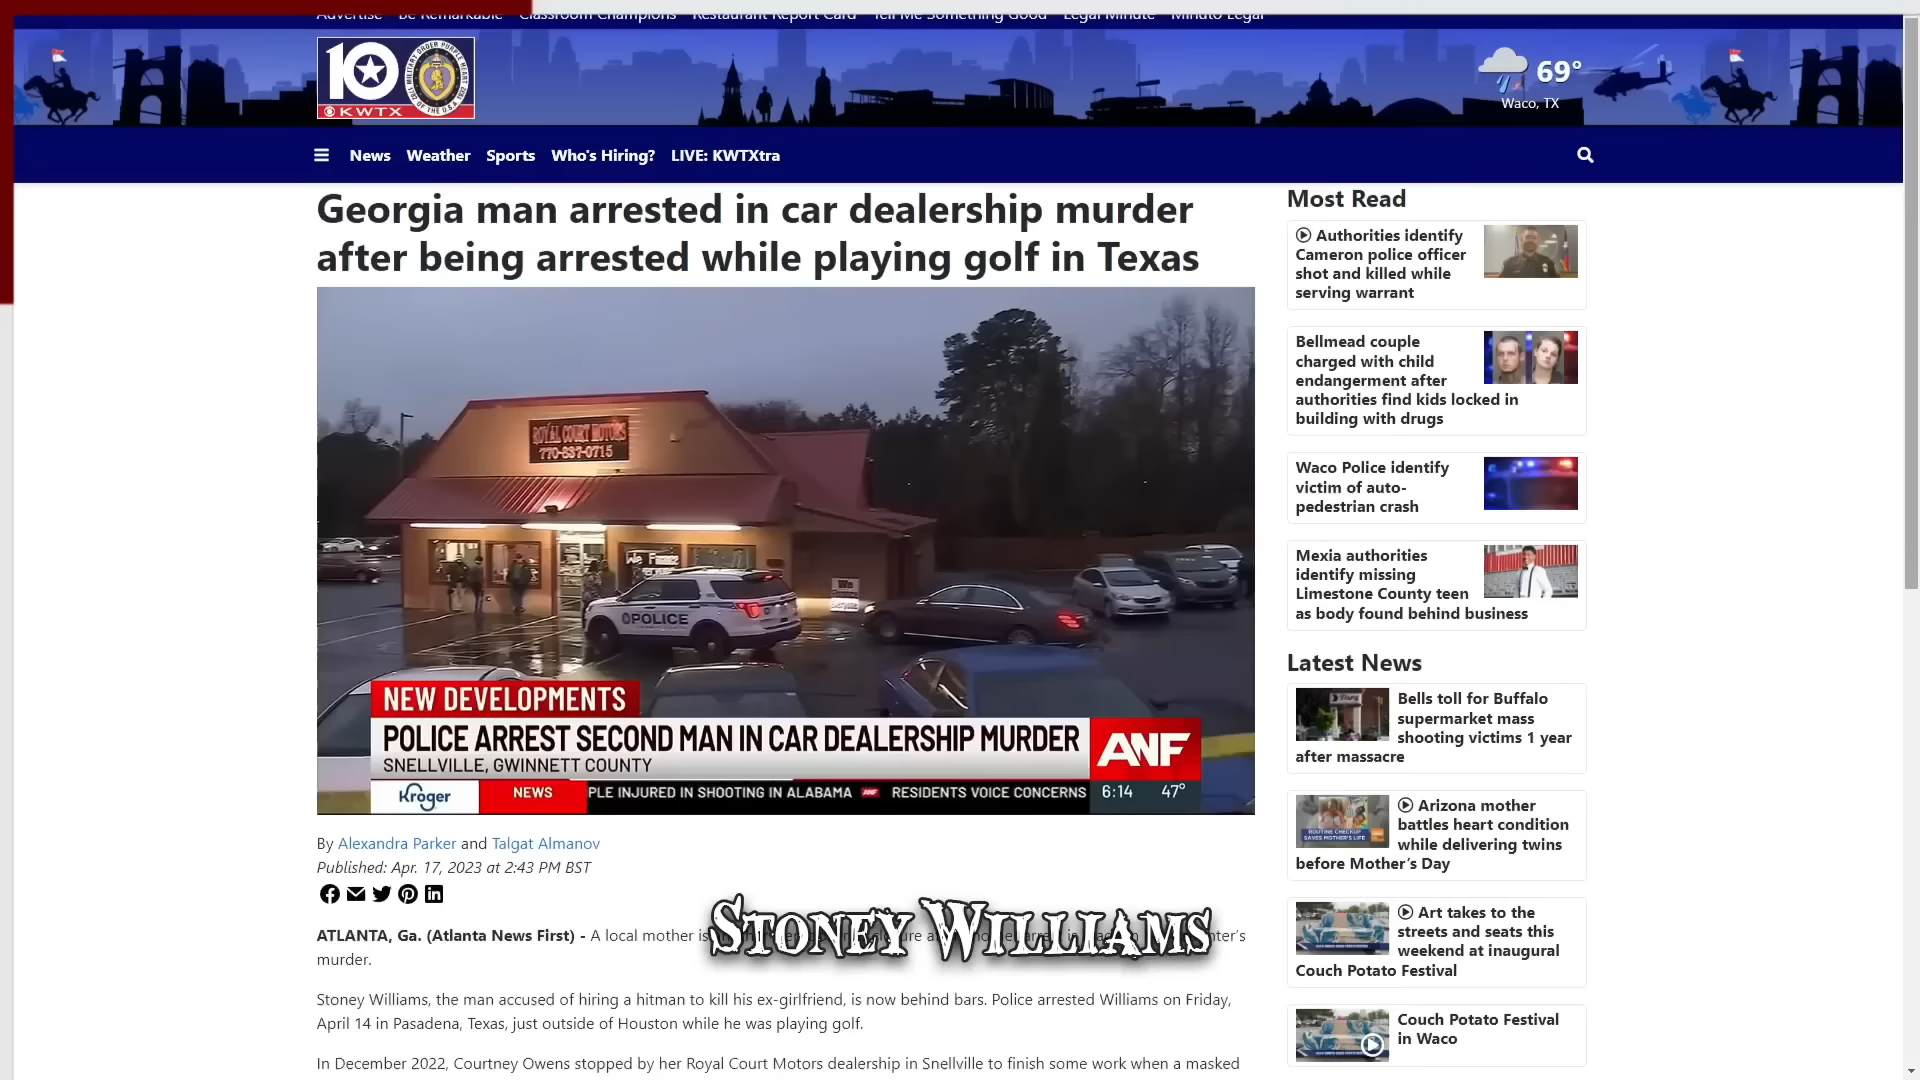 Advertise Be Remarkable Classroom Champions Restaurant Report Card Tell Me Something Good Legal Minute Minuto Legal
10
KWTX
69°
Waco, TX
News Weather Sports Who's Hiring? LIVE: KWTXtra
Georgia man arrested in car dealership murder
after being arrested while playing golf in Texas
ROYAL COURT MOTORS
770-837-0715
We Finance
We
POLICE
NEW DEVELOPMENTS
POLICE ARREST SECOND MAN IN CAR DEALERSHIP MURDER
SNELLVILLE, GWINNETT COUNTY
ANF
Kroger NEWS PLE INJURED IN SHOOTING IN ALABAMA ANF RESIDENTS VOICE CONCERNS 6:14 47°
By Alexandra Parker and Talgat Almanov
Published: Apr. 17, 2023 at 2:43 PM BST
STONEY WILLIAMS
ATLANTA, Ga. (Atlanta News First) - A local mother is
murder.
Stoney Williams, the man accused of hiring a hitman to kill his ex-girlfriend, is now behind bars. Police arrested Williams on Friday,
April 14 in Pasadena, Texas, just outside of Houston while he was playing golf.
In December 2022, Courtney Owens stopped by her Royal Court Motors dealership in Snellville to finish some work when a masked
Most Read
Authorities identify
Cameron police officer
shot and killed while
serving warrant
Bellmead couple
charged with child
endangerment after
authorities find kids locked in
building with drugs
Waco Police identify
victim of auto-
pedestrian crash
Mexia authorities
identify missing
Limestone County teen
as body found behind business
Latest News
Bells toll for Buffalo
supermarket mass
shooting victims 1 year
after massacre
ROUTINE CHECKUP
SAVES MOTHER'S LIFE
Arizona mother
battles heart condition
while delivering twins
before Mother's Day
Art takes to the
streets and seats this
weekend at inaugural
Couch Potato Festival
Couch Potato Festival
in Waco